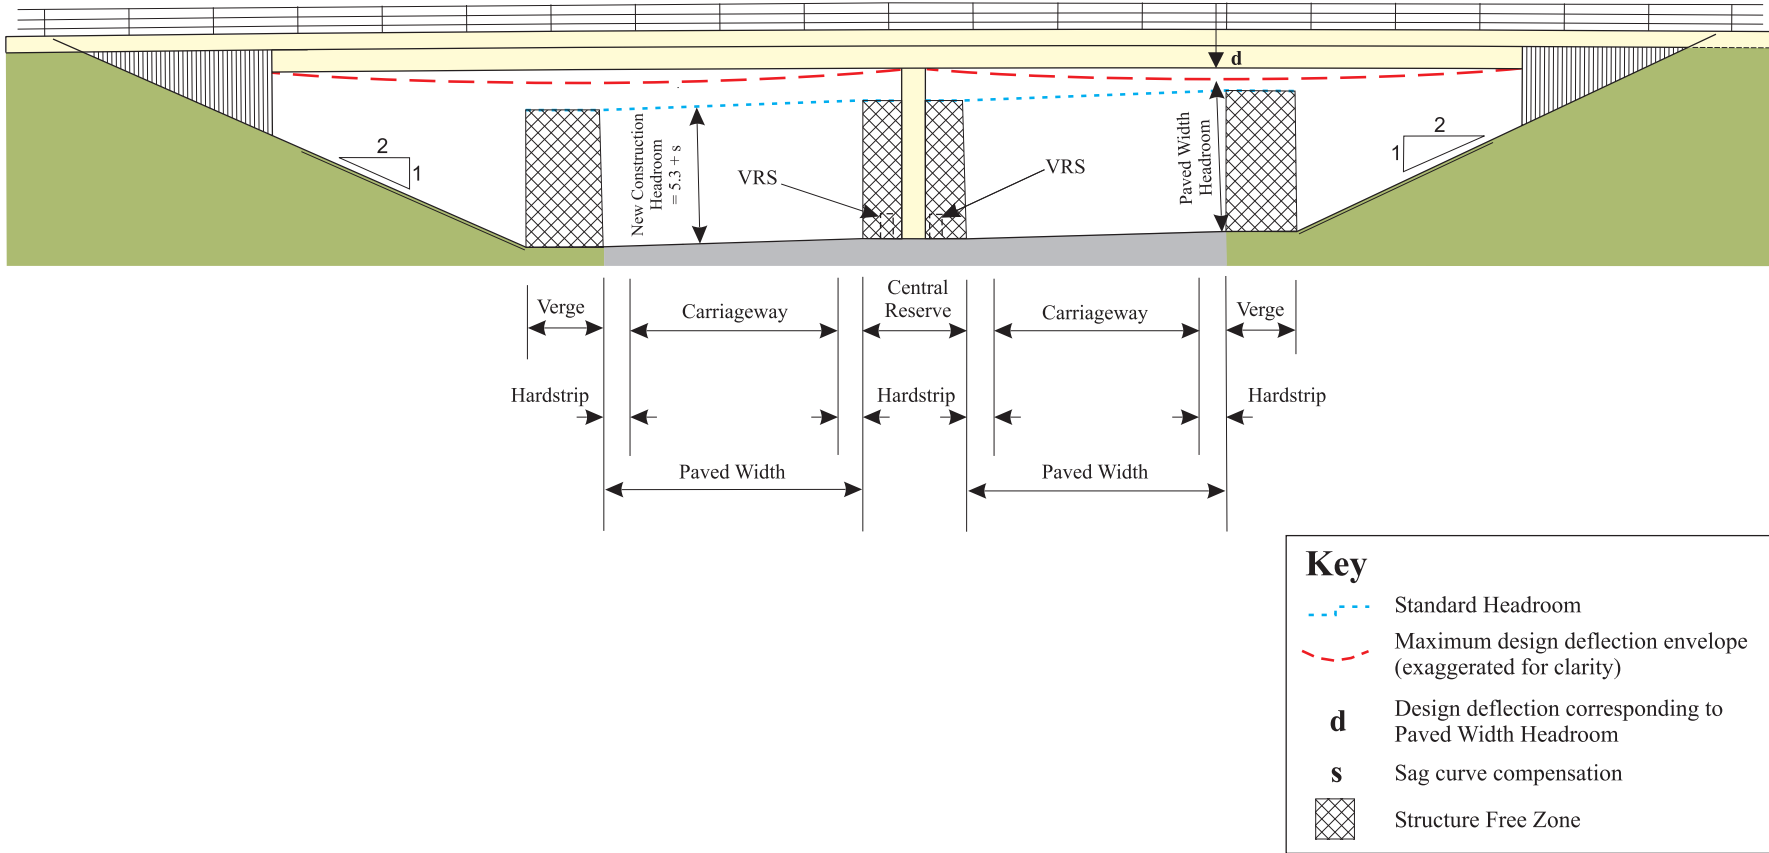 d
2
1
New Construction
Headroom
= 5.3 + s
VRS
VRS
Paved Width
Headroom
2
1
Verge
Carriageway
Central
Reserve
Carriageway
Verge
Hardstrip
Hardstrip
Hardstrip
Paved Width
Paved Width
Key
Standard Headroom
Maximum design deflection envelope
(exaggerated for clarity)
d
Design deflection corresponding to
Paved Width Headroom
s
Sag curve compensation
Structure Free Zone